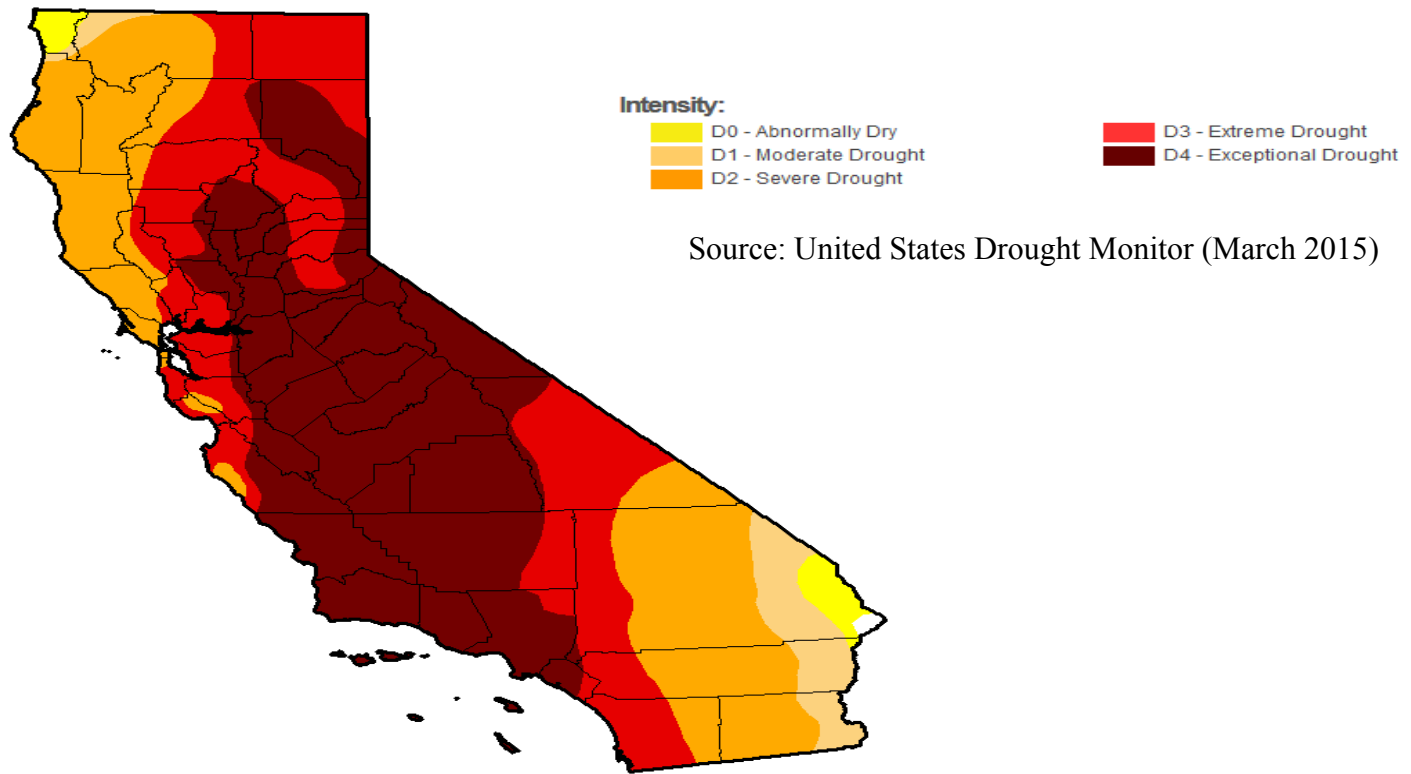 Intensity:
D0 - Abnormally Dry
D1 - Moderate Drought
D2 - Severe Drought
D3 - Extreme Drought
D4 - Exceptional Drought
Source: United States Drought Monitor (March 2015)